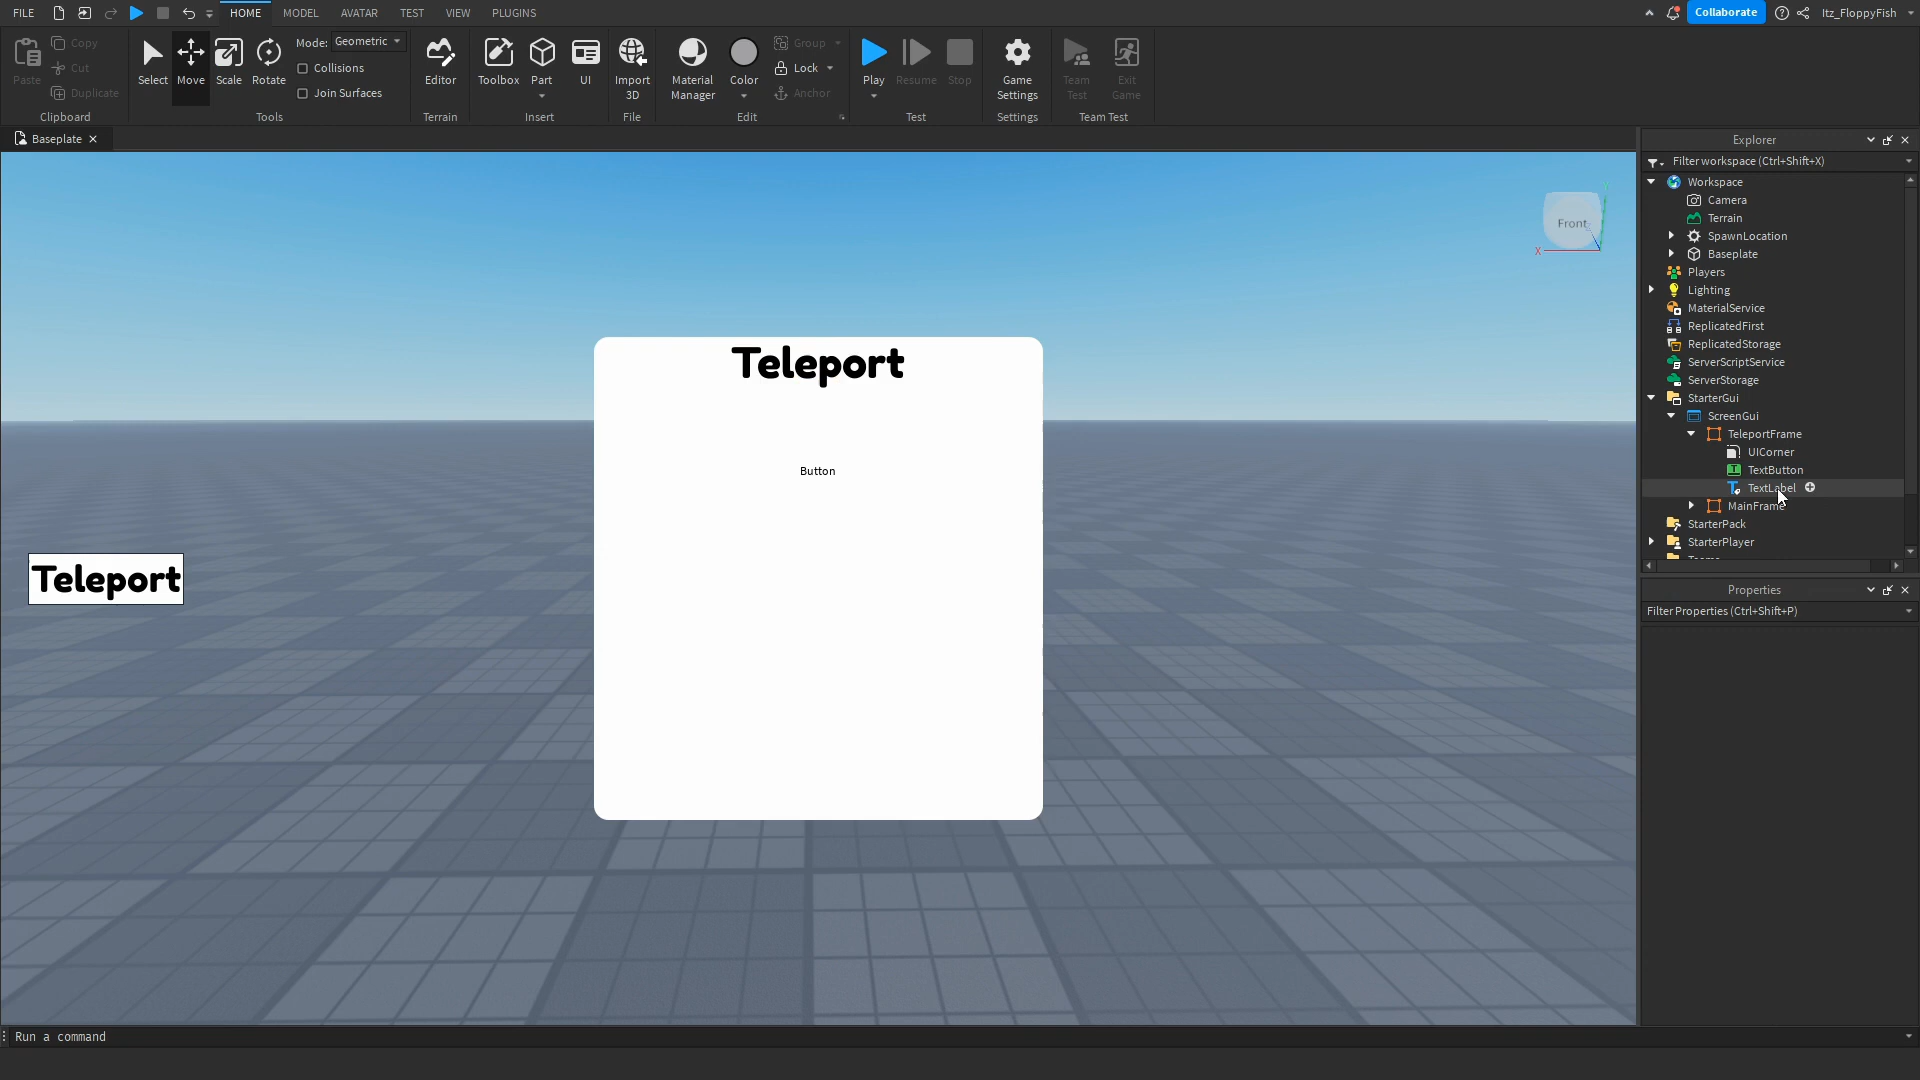 FILE HOME MODEL AVATAR TEST VIEW PLUGINS Collaborate Itz_FloppyFish
Paste Copy Cut Duplicate Clipboard
Select Move Scale Rotate Mode: Geometric Collisions Join Surfaces Tools
Editor Terrain
Toolbox Part UI Insert
Import 3D File
Material Manager Color Group Lock Anchor Edit
Play Resume Stop Test
Game Settings Settings
Team Test Exit Game Team Test
Baseplate
Front
X
Teleport
Button
Teleport
Explorer
Filter workspace (Ctrl+Shift+X)
Workspace
Camera
Terrain
SpawnLocation
Baseplate
Players
Lighting
MaterialService
ReplicatedFirst
ReplicatedStorage
ServerScriptService
ServerStorage
StarterGui
ScreenGui
TeleportFrame
UICorner
TextButton
TextLabel
MainFrame
StarterPack
StarterPlayer
Properties
Filter Properties (Ctrl+Shift+P)
Run a command